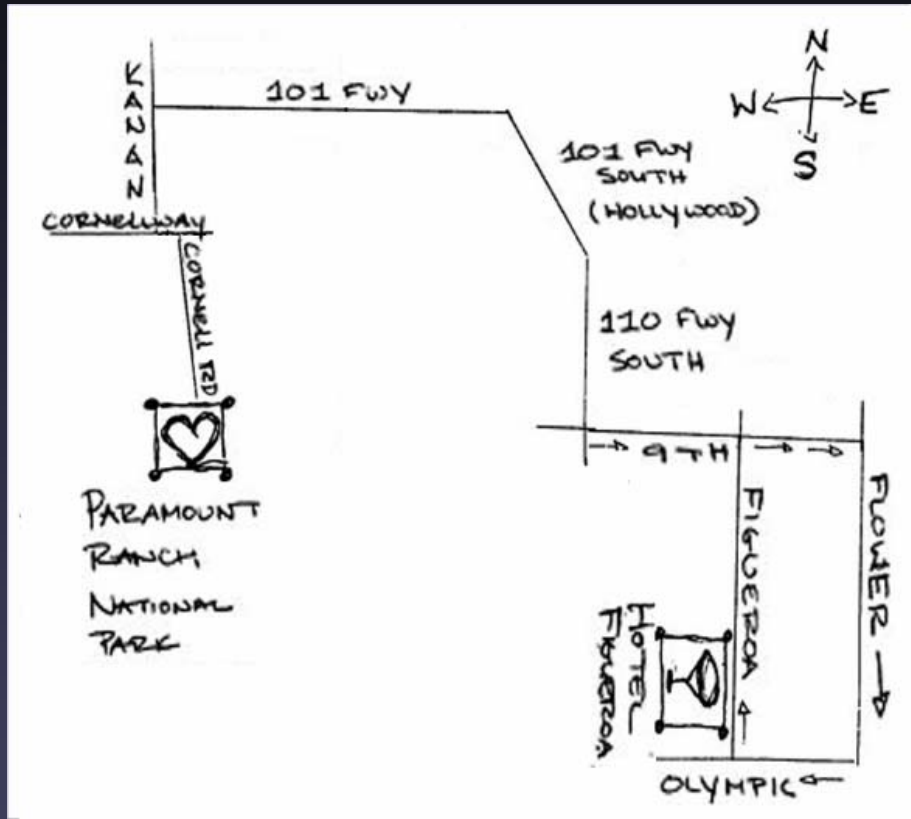 N
W E
S
KANAN
101 FWY
101 FWY
SOUTH
(HOLLYWOOD)
CORNELLWAY
CORNELL RD
110 FWY
SOUTH
9TH
FIGUEROA
FLOWER
PARAMOUNT
RANCH
NATIONAL
PARK
HOTEL
FIGUEROA
OLYMPIC